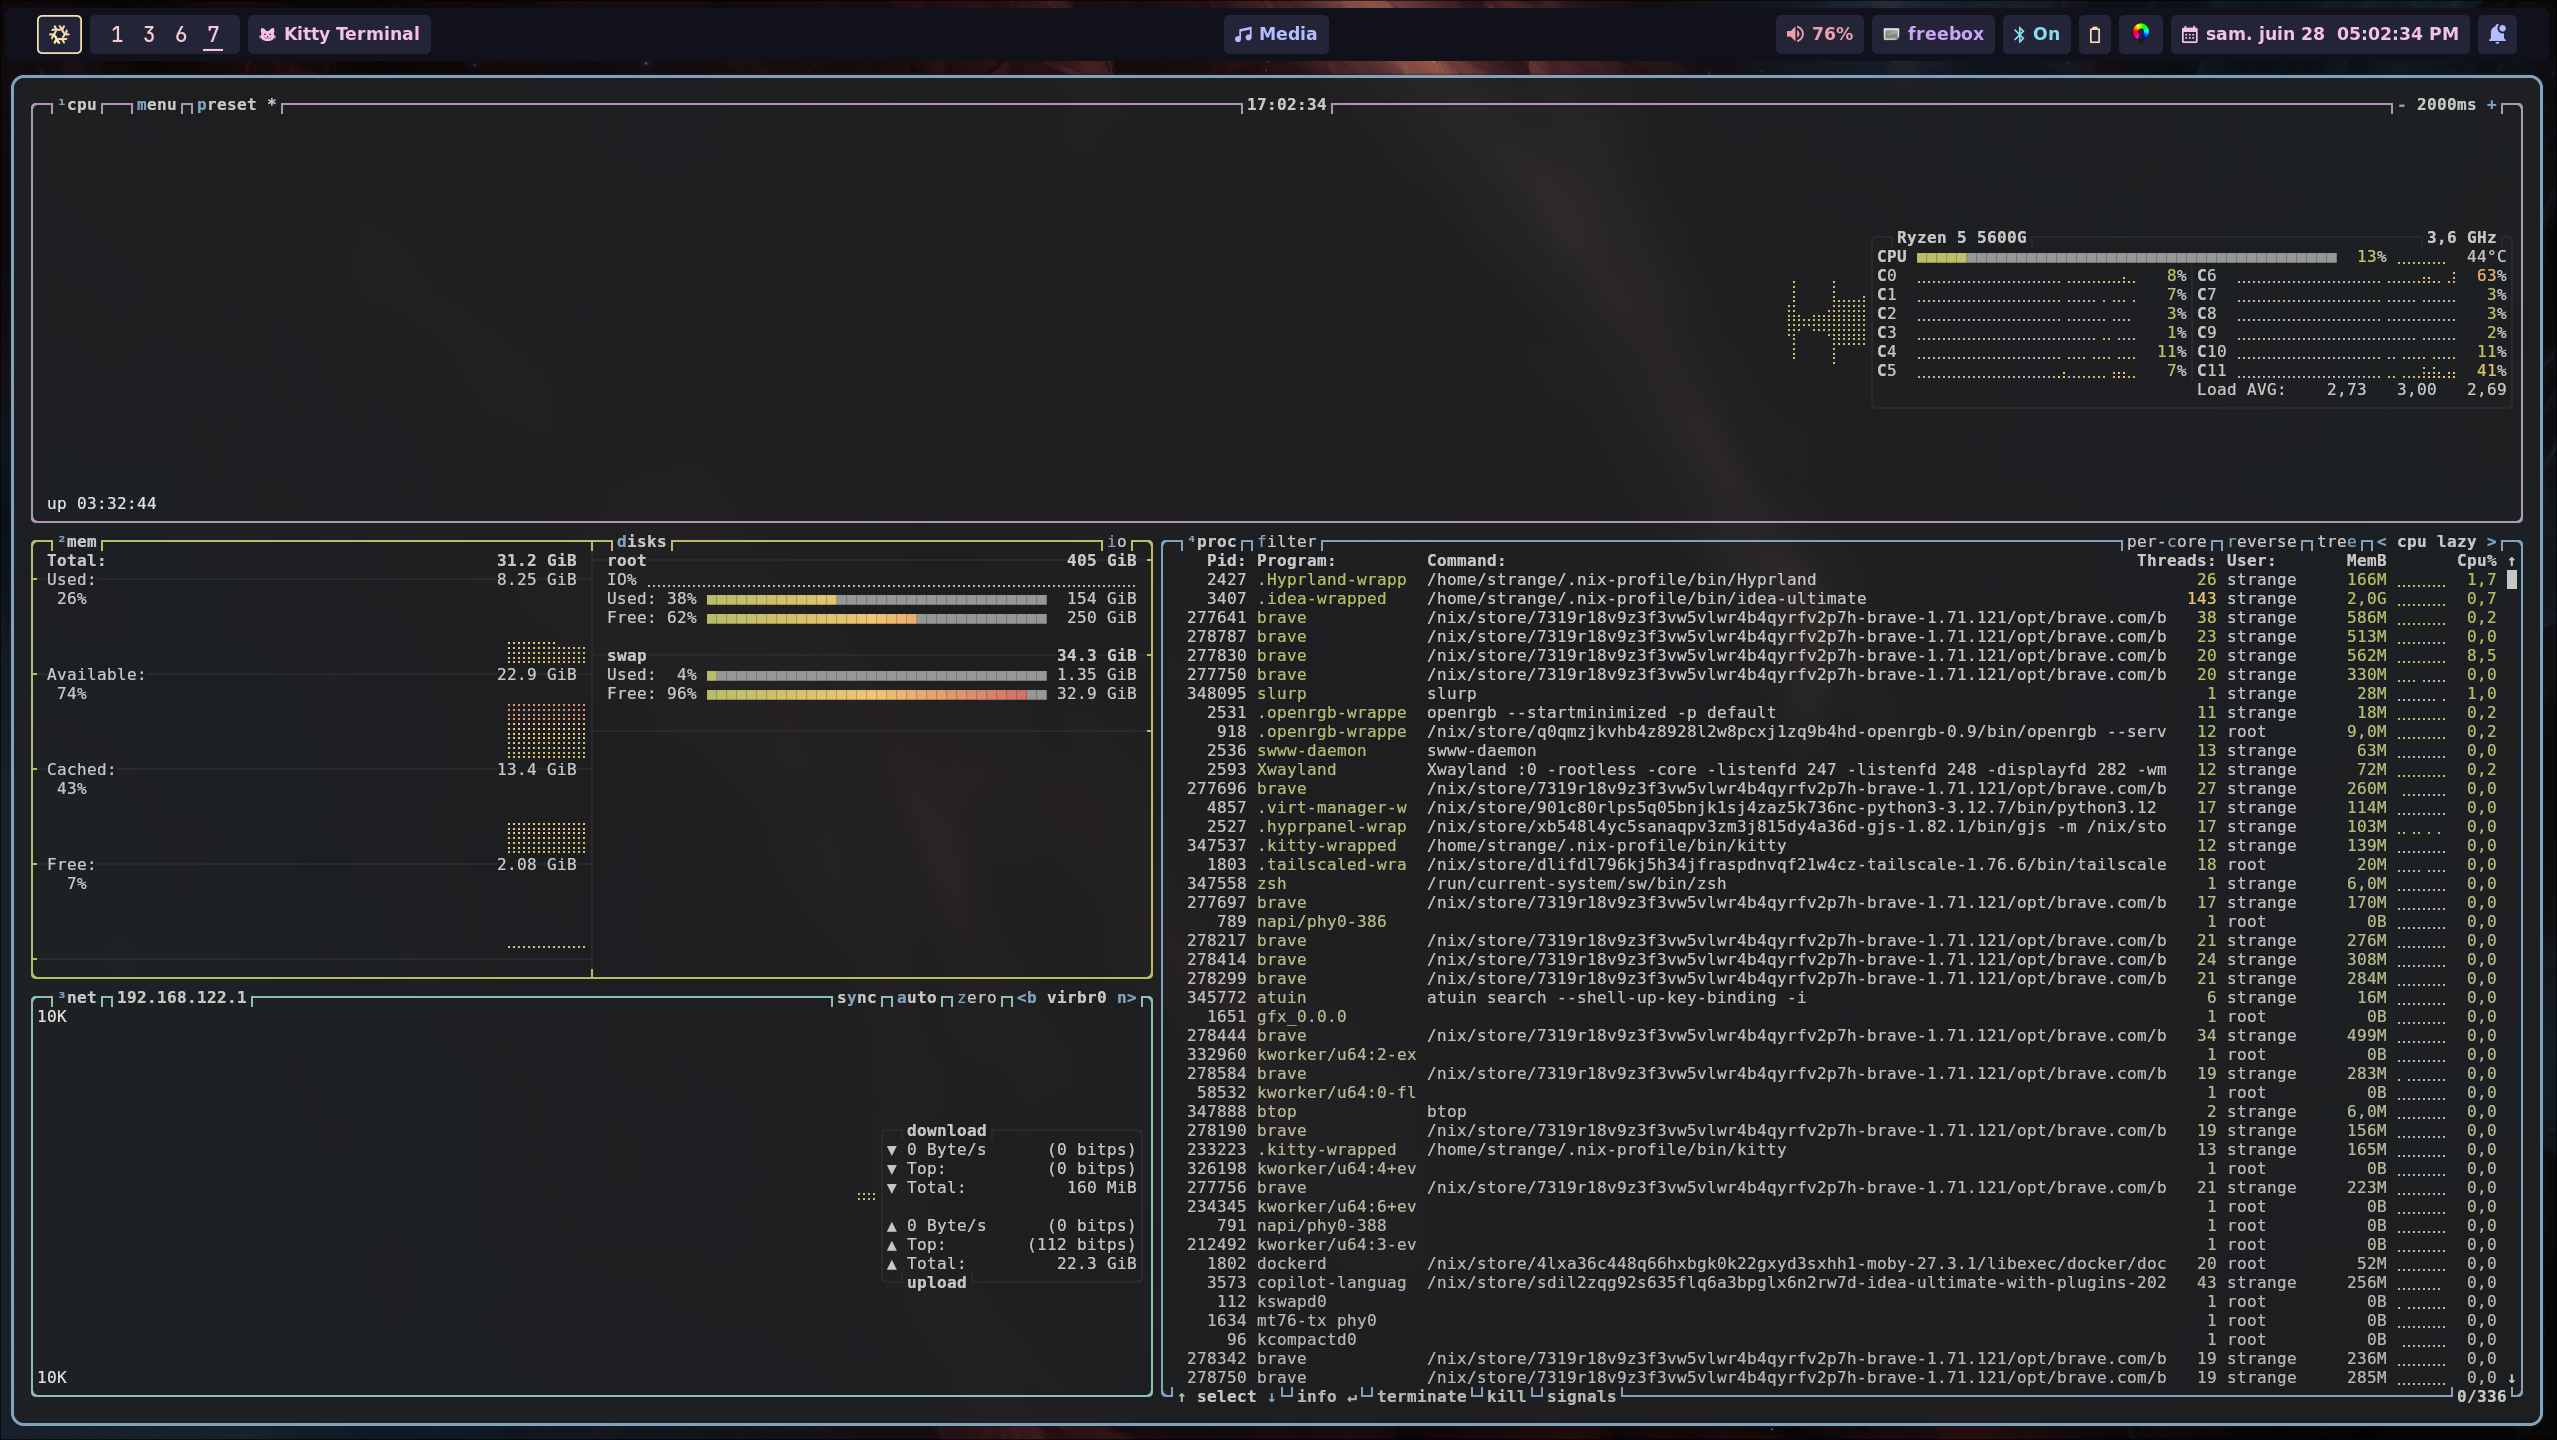 1 3 6 7 Kitty Terminal Media 76% freebox On sam. juin 28 05:02:34 PM
¹cpu menu preset * 17:02:34 - 2000ms +
Ryzen 5 5600G 3,6 GHz
CPU 13% 44°C
C0 8% C6 63%
C1 7% C7 3%
C2 3% C8 3%
C3 1% C9 2%
C4 11% C10 11%
C5 7% C11 41%
Load AVG: 2,73 3,00 2,69
up 03:32:44
²mem
Total: 31.2 GiB
Used: 8.25 GiB
26%
Available: 22.9 GiB
74%
Cached: 13.4 GiB
43%
Free: 2.08 GiB
7%
disks io
root 405 GiB
IO%
Used: 38% 154 GiB
Free: 62% 250 GiB
swap 34.3 GiB
Used: 4% 1.35 GiB
Free: 96% 32.9 GiB
³net 192.168.122.1 sync auto zero <b virbr0 n>
10K
download
▼ 0 Byte/s (0 bitps)
▼ Top: (0 bitps)
▼ Total: 160 MiB
▲ 0 Byte/s (0 bitps)
▲ Top: (112 bitps)
▲ Total: 22.3 GiB
upload
10K
⁴proc filter per-core reverse tree < cpu lazy >
Pid: Program: Command: Threads: User: MemB Cpu% ↑
2427 .Hyprland-wrapp /home/strange/.nix-profile/bin/Hyprland 26 strange 166M 1,7
3407 .idea-wrapped /home/strange/.nix-profile/bin/idea-ultimate 143 strange 2,0G 0,7
277641 brave /nix/store/7319r18v9z3f3vw5vlwr4b4qyrfv2p7h-brave-1.71.121/opt/brave.com/b 38 strange 586M 0,2
278787 brave /nix/store/7319r18v9z3f3vw5vlwr4b4qyrfv2p7h-brave-1.71.121/opt/brave.com/b 23 strange 513M 0,0
277830 brave /nix/store/7319r18v9z3f3vw5vlwr4b4qyrfv2p7h-brave-1.71.121/opt/brave.com/b 20 strange 562M 8,5
277750 brave /nix/store/7319r18v9z3f3vw5vlwr4b4qyrfv2p7h-brave-1.71.121/opt/brave.com/b 20 strange 330M 0,0
348095 slurp slurp 1 strange 28M 1,0
2531 .openrgb-wrappe openrgb --startminimized -p default 11 strange 18M 0,2
918 .openrgb-wrappe /nix/store/q0qmzjkvhb4z8928l2w8pcxj1zq9b4hd-openrgb-0.9/bin/openrgb --serv 12 root 9,0M 0,2
2536 swww-daemon swww-daemon 13 strange 63M 0,0
2593 Xwayland Xwayland :0 -rootless -core -listenfd 247 -listenfd 248 -displayfd 282 -wm 12 strange 72M 0,2
277696 brave /nix/store/7319r18v9z3f3vw5vlwr4b4qyrfv2p7h-brave-1.71.121/opt/brave.com/b 27 strange 260M 0,0
4857 .virt-manager-w /nix/store/901c80rlps5q05bnjk1sj4zaz5k736nc-python3-3.12.7/bin/python3.12 17 strange 114M 0,0
2527 .hyprpanel-wrap /nix/store/xb548l4yc5sanaqpv3zm3j815dy4a36d-gjs-1.82.1/bin/gjs -m /nix/sto 17 strange 103M 0,0
347537 .kitty-wrapped /home/strange/.nix-profile/bin/kitty 12 strange 139M 0,0
1803 .tailscaled-wra /nix/store/dlifdl796kj5h34jfraspdnvqf21w4cz-tailscale-1.76.6/bin/tailscale 18 root 20M 0,0
347558 zsh /run/current-system/sw/bin/zsh 1 strange 6,0M 0,0
277697 brave /nix/store/7319r18v9z3f3vw5vlwr4b4qyrfv2p7h-brave-1.71.121/opt/brave.com/b 17 strange 170M 0,0
789 napi/phy0-386 1 root 0B 0,0
278217 brave /nix/store/7319r18v9z3f3vw5vlwr4b4qyrfv2p7h-brave-1.71.121/opt/brave.com/b 21 strange 276M 0,0
278414 brave /nix/store/7319r18v9z3f3vw5vlwr4b4qyrfv2p7h-brave-1.71.121/opt/brave.com/b 24 strange 308M 0,0
278299 brave /nix/store/7319r18v9z3f3vw5vlwr4b4qyrfv2p7h-brave-1.71.121/opt/brave.com/b 21 strange 284M 0,0
345772 atuin atuin search --shell-up-key-binding -i 6 strange 16M 0,0
1651 gfx_0.0.0 1 root 0B 0,0
278444 brave /nix/store/7319r18v9z3f3vw5vlwr4b4qyrfv2p7h-brave-1.71.121/opt/brave.com/b 34 strange 499M 0,0
332960 kworker/u64:2-ex 1 root 0B 0,0
278584 brave /nix/store/7319r18v9z3f3vw5vlwr4b4qyrfv2p7h-brave-1.71.121/opt/brave.com/b 19 strange 283M 0,0
58532 kworker/u64:0-fl 1 root 0B 0,0
347888 btop btop 2 strange 6,0M 0,0
278190 brave /nix/store/7319r18v9z3f3vw5vlwr4b4qyrfv2p7h-brave-1.71.121/opt/brave.com/b 19 strange 156M 0,0
233223 .kitty-wrapped /home/strange/.nix-profile/bin/kitty 13 strange 165M 0,0
326198 kworker/u64:4+ev 1 root 0B 0,0
277756 brave /nix/store/7319r18v9z3f3vw5vlwr4b4qyrfv2p7h-brave-1.71.121/opt/brave.com/b 21 strange 223M 0,0
234345 kworker/u64:6+ev 1 root 0B 0,0
791 napi/phy0-388 1 root 0B 0,0
212492 kworker/u64:3-ev 1 root 0B 0,0
1802 dockerd /nix/store/4lxa36c448q66hxbgk0k22gxyd3sxhh1-moby-27.3.1/libexec/docker/doc 20 root 52M 0,0
3573 copilot-languag /nix/store/sdil2zqg92s635flq6a3bpglx6n2rw7d-idea-ultimate-with-plugins-202 43 strange 256M 0,0
112 kswapd0 1 root 0B 0,0
1634 mt76-tx phy0 1 root 0B 0,0
96 kcompactd0 1 root 0B 0,0
278342 brave /nix/store/7319r18v9z3f3vw5vlwr4b4qyrfv2p7h-brave-1.71.121/opt/brave.com/b 19 strange 236M 0,0
278750 brave /nix/store/7319r18v9z3f3vw5vlwr4b4qyrfv2p7h-brave-1.71.121/opt/brave.com/b 19 strange 285M 0,0 ↓
↑ select ↓ info ↵ terminate kill signals 0/336